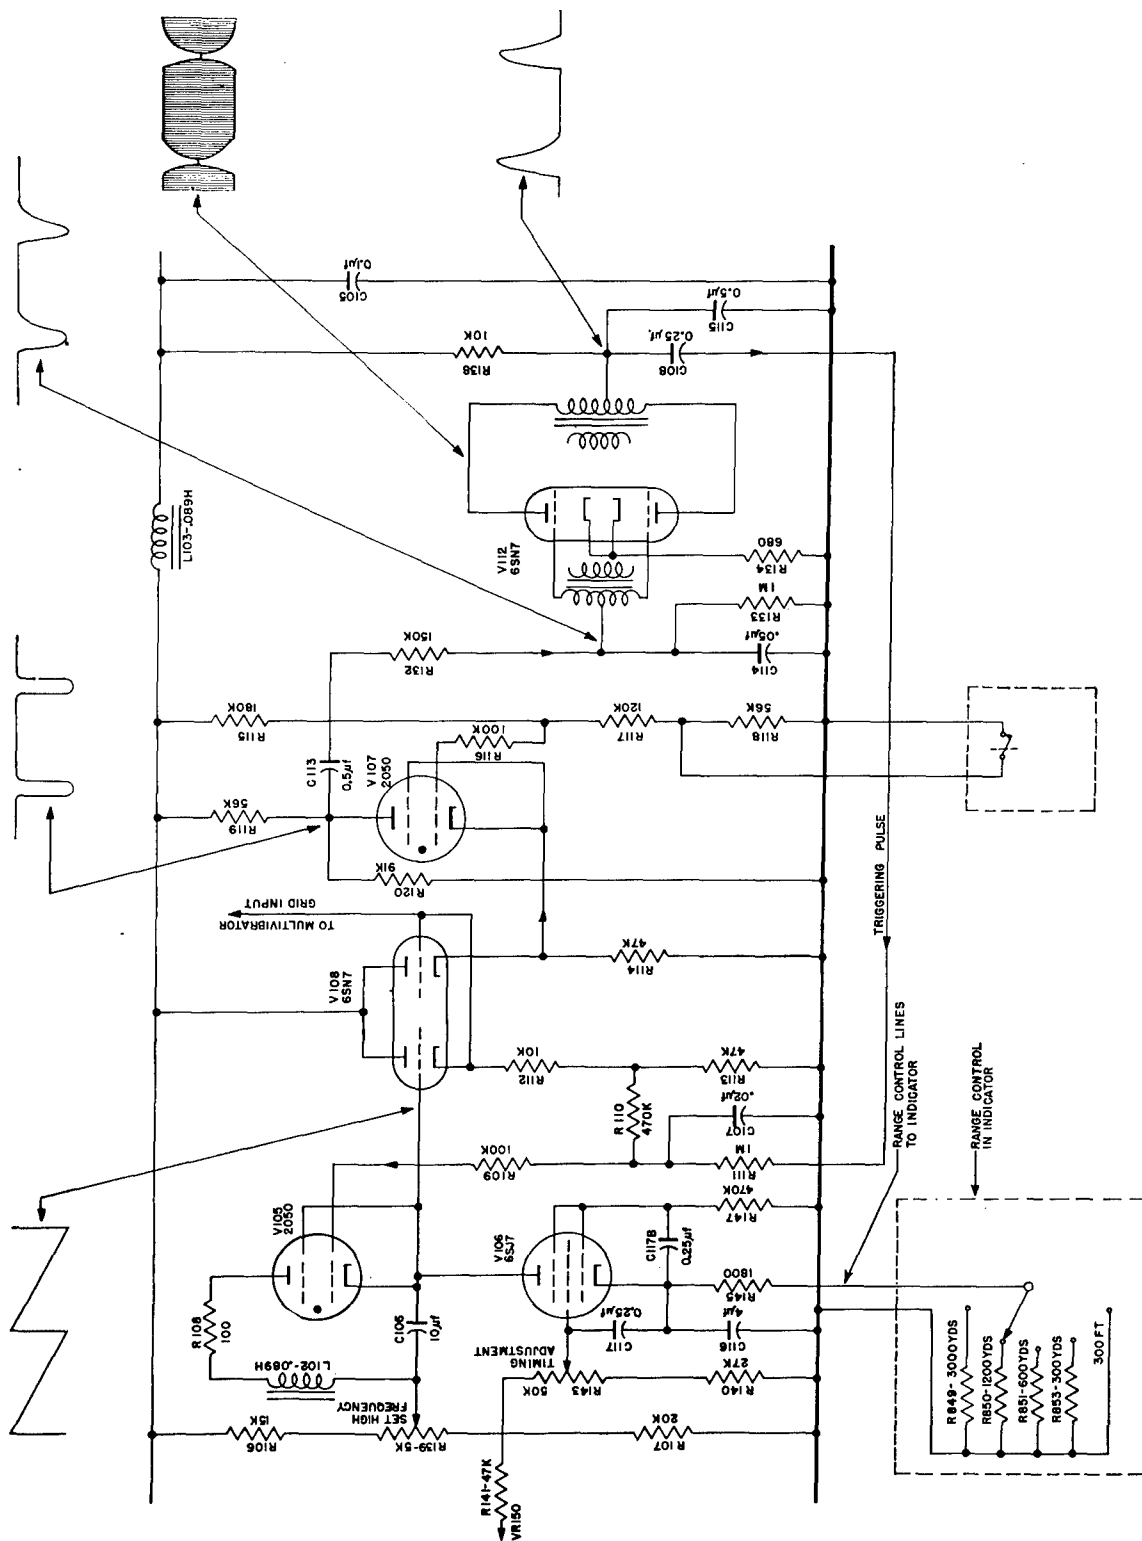 L103-.089H
C105
0.1µf
R138
10K
C115
0.5µf
C108
0.25µf
V112
6SN7
R134
680
R133
1M
C114
.05µf
R132
150K
C113
0.5µf
R115
180K
R117
120K
R118
56K
R116
100K
V107
2050
R119
56K
R120
91K
TO MULTIVIBRATOR
GRID INPUT
V108
6SN7
R114
47K
R112
10K
R113
47K
R110
470K
C107
.02µf
R109
100K
R111
1M
V105
2050
R108
100
L102-.089H
C106
10µf
V106
6SJ7
R147
470K
C117B
0.25µf
R145
1800
C117
0.25µf
C116
4µf
TIMING
ADJUSTMENT
50K
R143
R140
27K
SET HIGH
FREQUENCY
R106
15K
R139-5K
R107
20K
R141-47K
VR150
TRIGGERING PULSE
RANGE CONTROL LINES
TO INDICATOR
RANGE CONTROL
IN INDICATOR
R849-3000YDS
R850-1200YDS
R851-600YDS
R853-300YDS
300 FT